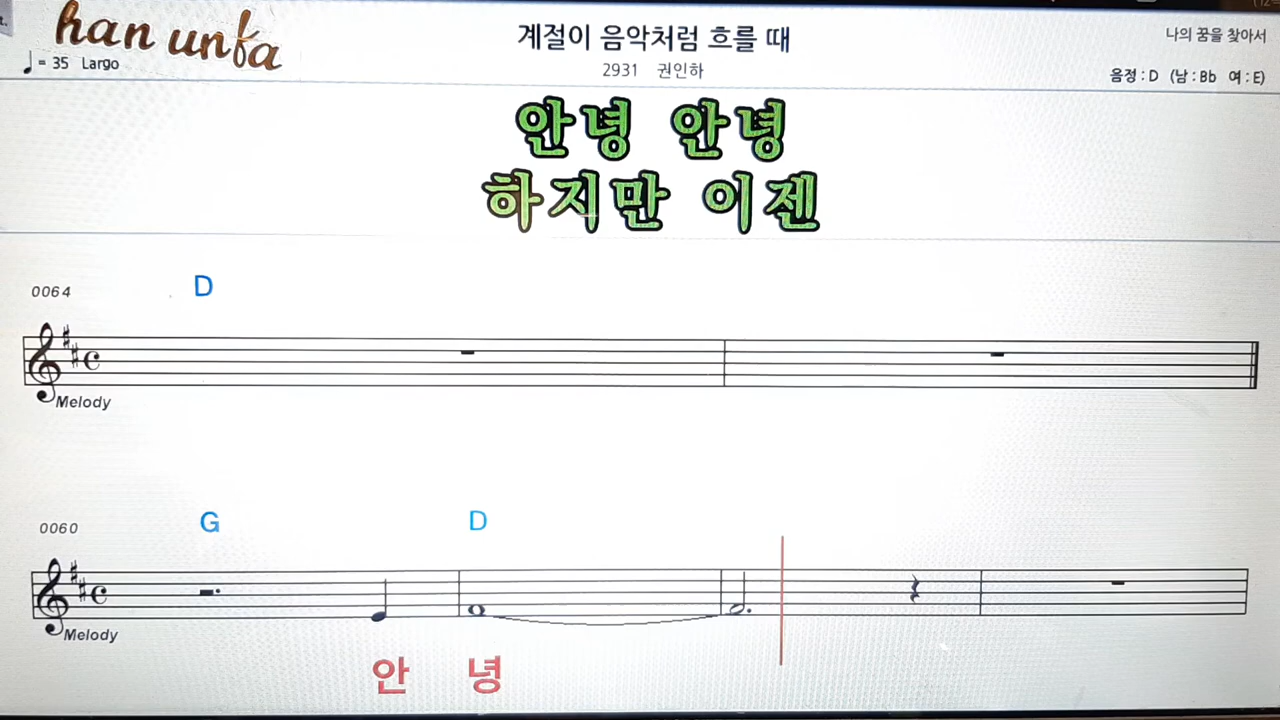 han unfa
계절이 음악처럼 흐를 때
나의 꿈을 찾아서
= 35 Largo
2931 권인하
음정 : D (남 : Bb 여 : E)
안녕 안녕
하지만 이젠
0064
D
Melody
0060
G D
Melody
안 녕